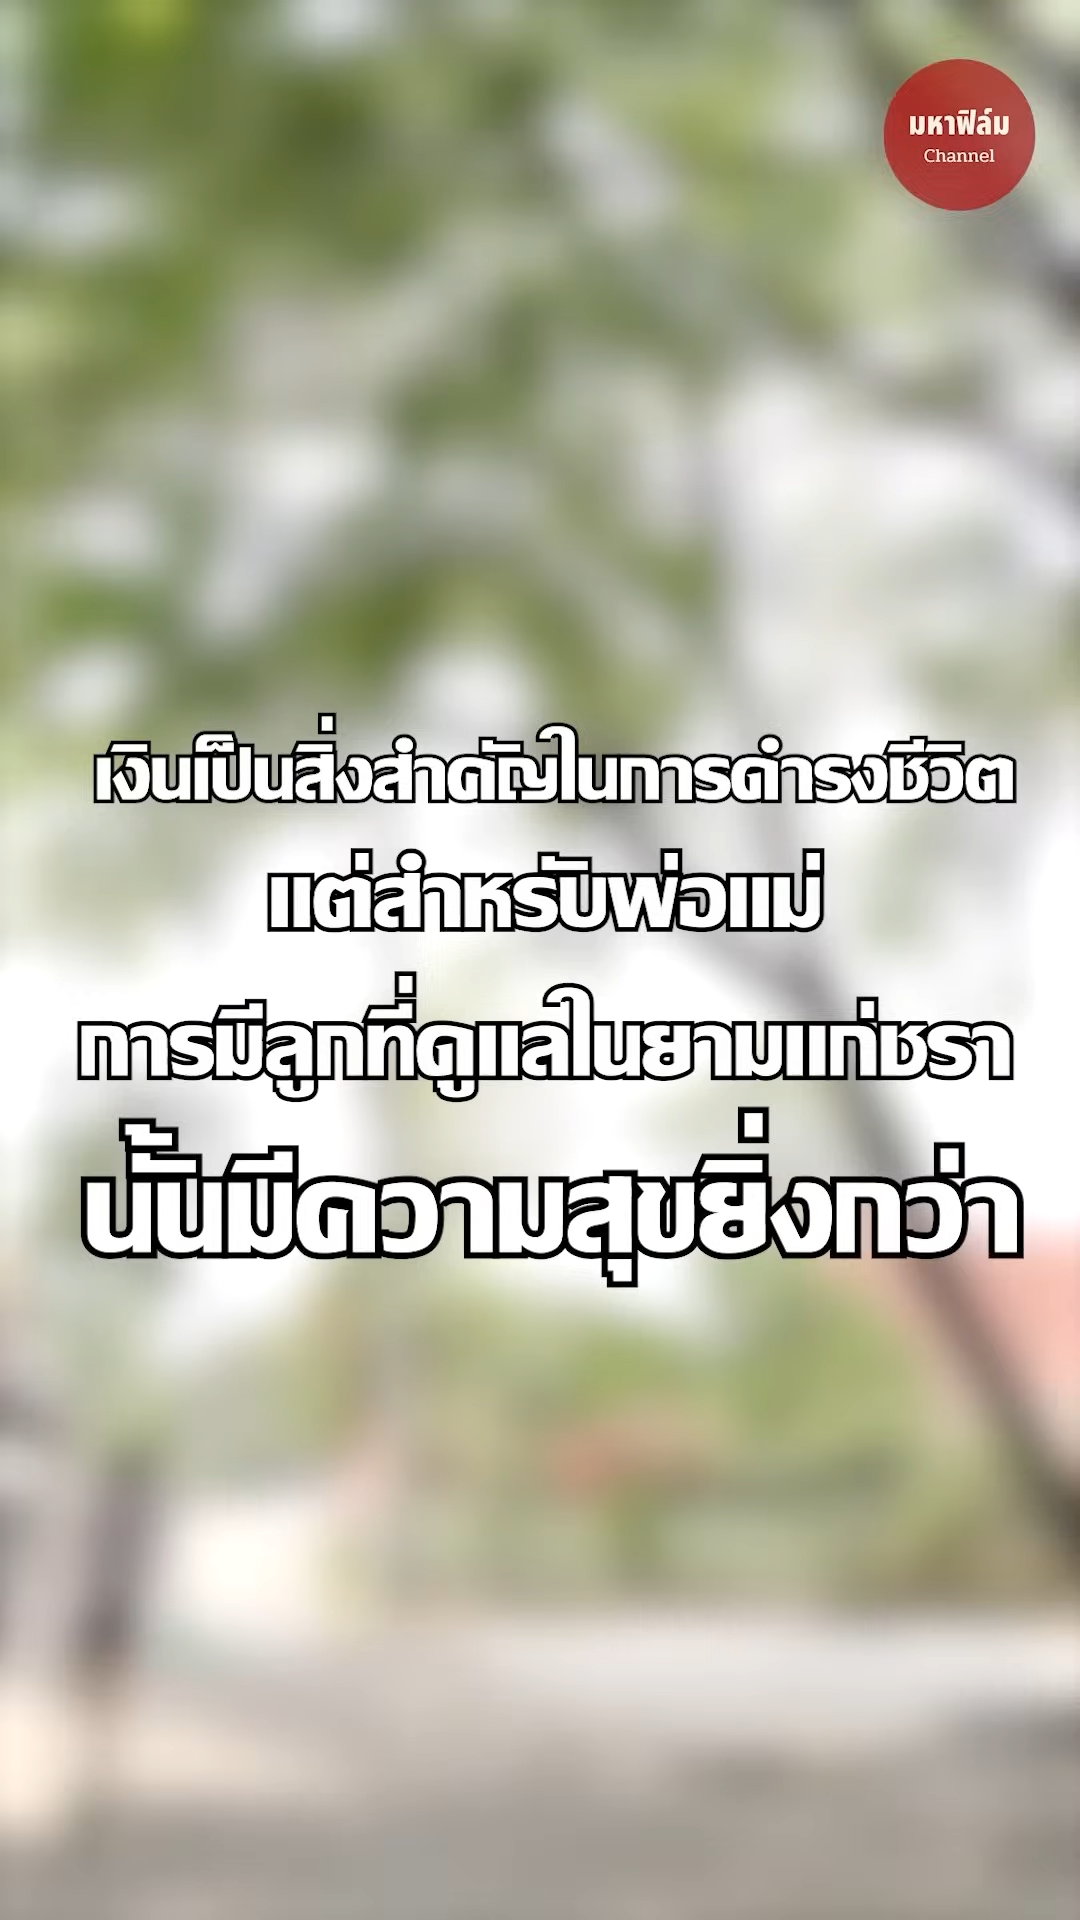 มหาฟิล์ม
Channel
เงินเป็นสิ่งสำคัญในการดำรงชีวิต
แต่สำหรับพ่อแม่
การมีลูกที่ดูแลในยามแก่ชรา
นั้นมีความสุขยิ่งกว่า